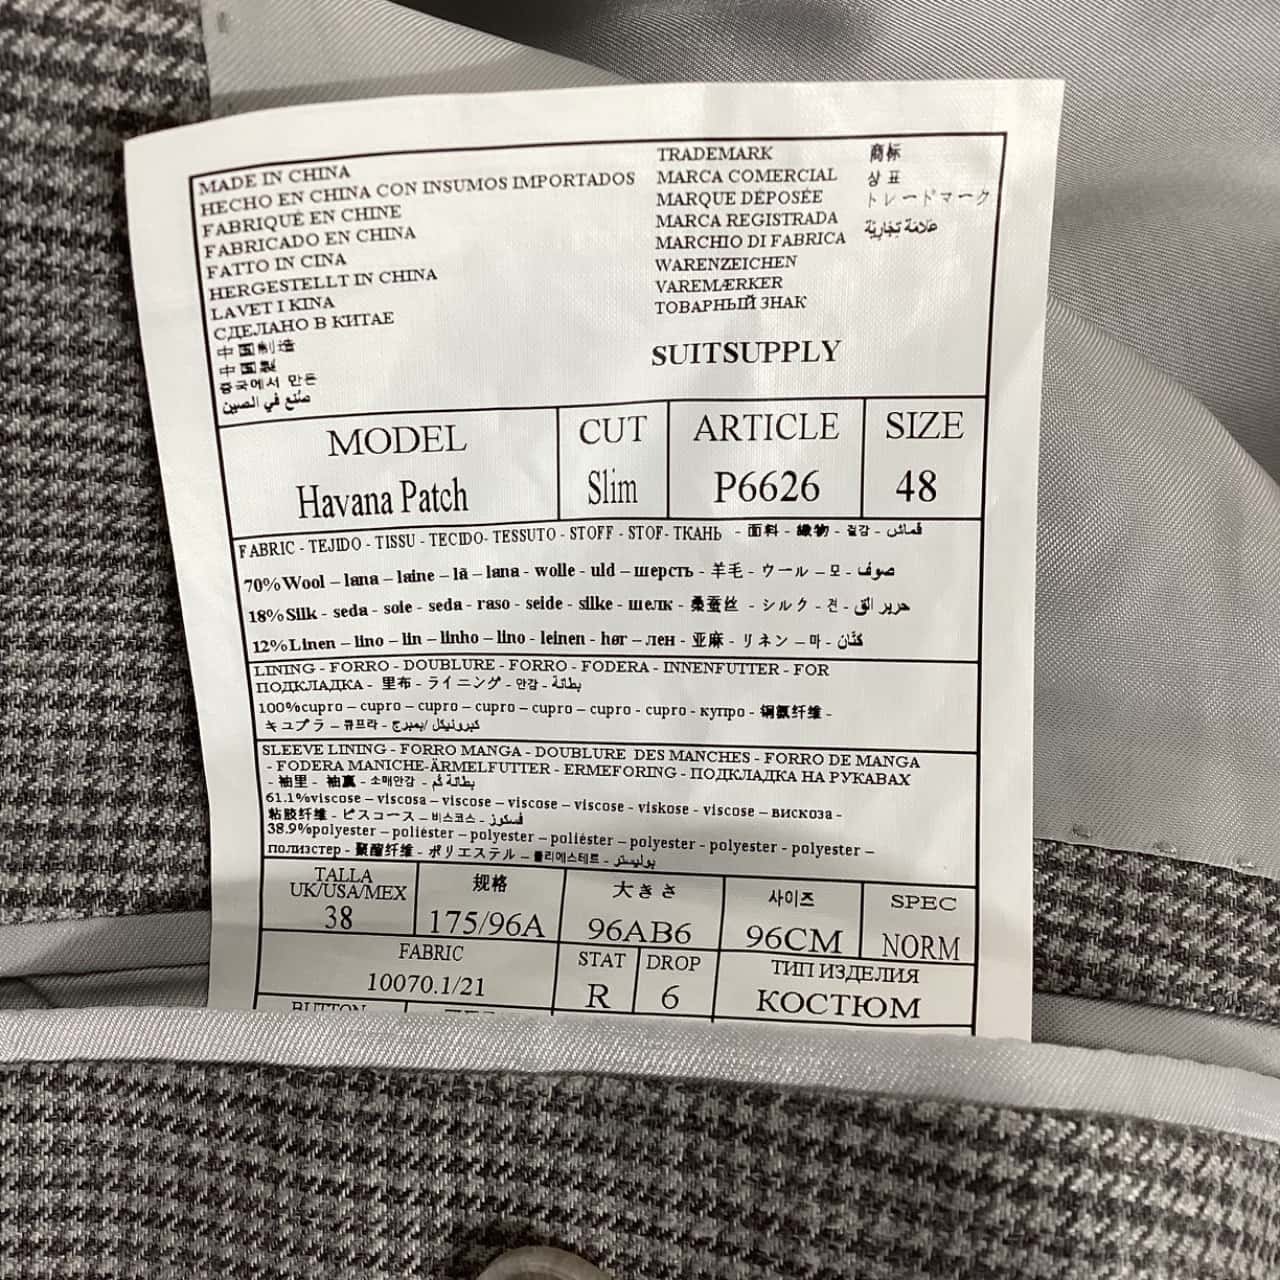 MADE IN CHINA
HECHO EN CHINA CON INSUMOS IMPORTADOS
FABRIQUÉ EN CHINE
FABRICADO EN CHINA
FATTO IN CINA
HERGESTELLT IN CHINA
LAVET I KINA
СДЕЛАНО В КИТАЕ
中国制造
中国製
중국에서 만든
صُنع في الصين
TRADEMARK 商标
MARCA COMERCIAL 상표
MARQUE DÉPOSÉE トレードマーク
MARCA REGISTRADA عَلامَة تِجَارِيَّة
MARCHIO DI FABRICA
WARENZEICHEN
VAREMÆRKER
ТОВАРНЫЙ ЗНАК
SUITSUPPLY
MODEL CUT ARTICLE SIZE
Havana Patch Slim P6626 48
FABRIC - TEJIDO - TISSU - TECIDO- TESSUTO - STOFF - STOF- ТКАНЬ - 面料 - 織物 - 겉감 - قماش
70%Wool – lana – laine – lã – lana - wolle - uld – шерсть - 羊毛 - ウール – 모 - صوف
18%Silk - seda - soie - seda - raso - seide - silke - шелк - 桑蚕丝 - シルク - 견 - حرير القز
12%Linen – lino – lin – linho – lino - leinen - hør – лен - 亚麻 - リネン – 마 - كتّان
LINING - FORRO - DOUBLURE - FORRO - FODERA - INNENFUTTER - FOR
ПОДКЛАДКА - 里布 - ライニング - 안감 - بطانة
100%cupro – cupro – cupro – cupro – cupro – cupro - cupro - купро - 铜氨纤维 -
キュプラ – 큐프라 - كبرونيكل /بمبرج
SLEEVE LINING - FORRO MANGA - DOUBLURE DES MANCHES - FORRO DE MANGA
- FODERA MANICHE-ÄRMELFUTTER - ERMEFORING - ПОДКЛАДКА НА РУКАВАХ
- 袖里 - 袖裏 - 소매안감 - بطانة كُم
61.1%viscose – viscosa – viscose – viscose – viscose - viskose - viscose – вискоза -
粘胶纤维 - ビスコース - 비스코스 - فسكوز
38.9%polyester – poliéster – polyester – poliéster – polyester - polyester - polyester –
полиэстер - 聚酯纤维 - ポリエステル – 폴리에스테르 - بوليستر
TALLA
UK/USA/MEX 规格 大きさ 사이즈 SPEC
38 175/96A 96AB6 96CM NORM
FABRIC STAT DROP ТИП ИЗДЕЛИЯ
10070.1/21 R 6 КОСТЮМ
BUTTON